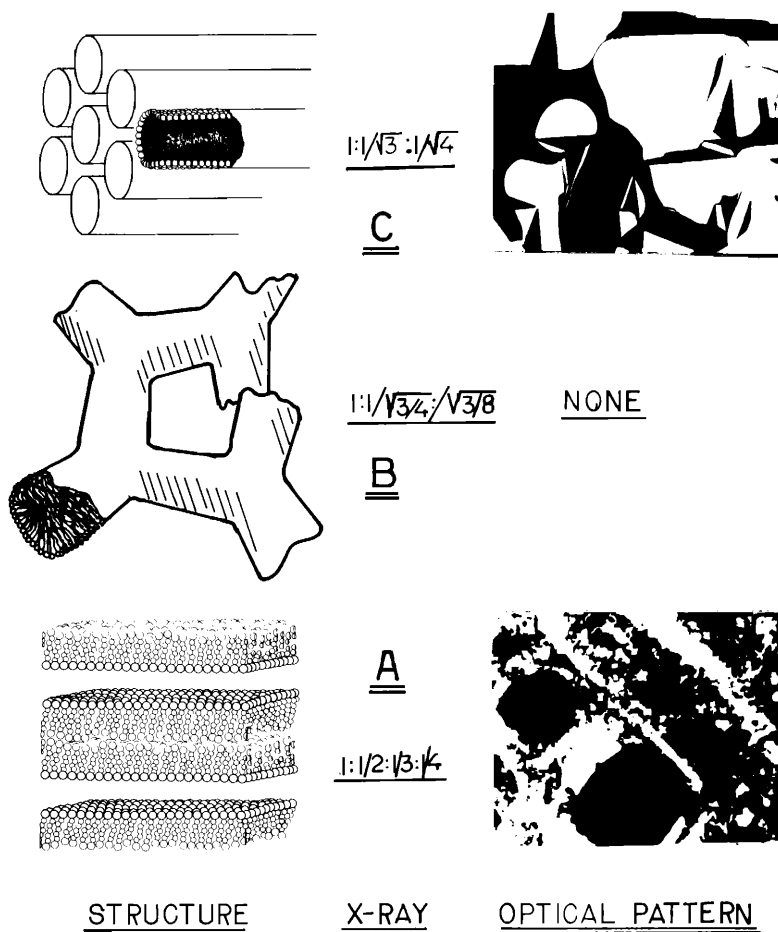 1:1/√3:1/√4
C
1:1/√3/4:/√3/8
NONE
B
A
1:1/2:1/3:1/4
STRUCTURE X-RAY OPTICAL PATTERN